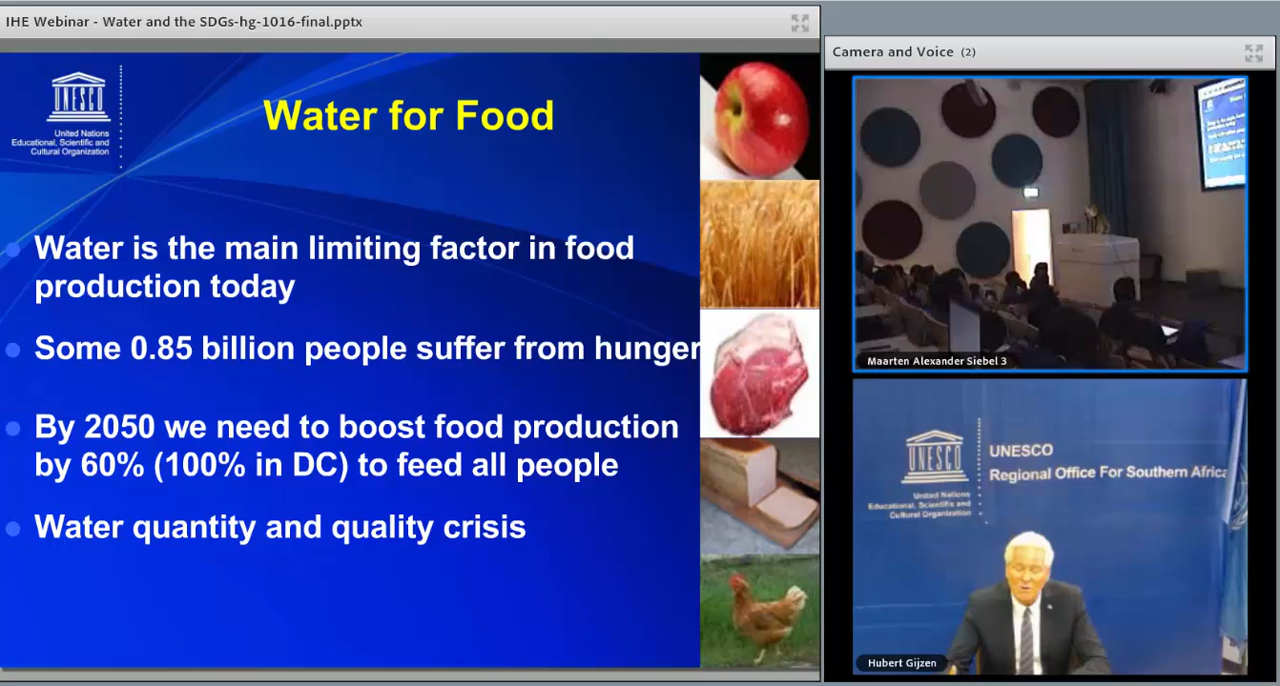 IHE Webinar - Water and the SDGs-hg-1016-final.pptx
UNESCO
United Nations
Educational, Scientific and
Cultural Organization
Water for Food
Water is the main limiting factor in food
production today
Some 0.85 billion people suffer from hunger
By 2050 we need to boost food production
by 60% (100% in DC) to feed all people
Water quantity and quality crisis
Camera and Voice (2)
Maarten Alexander Siebel 3
UNESCO
United Nations
Educational, Scientific and
Cultural Organization
UNESCO
Regional Office For Southern Africa
Hubert Gijzen